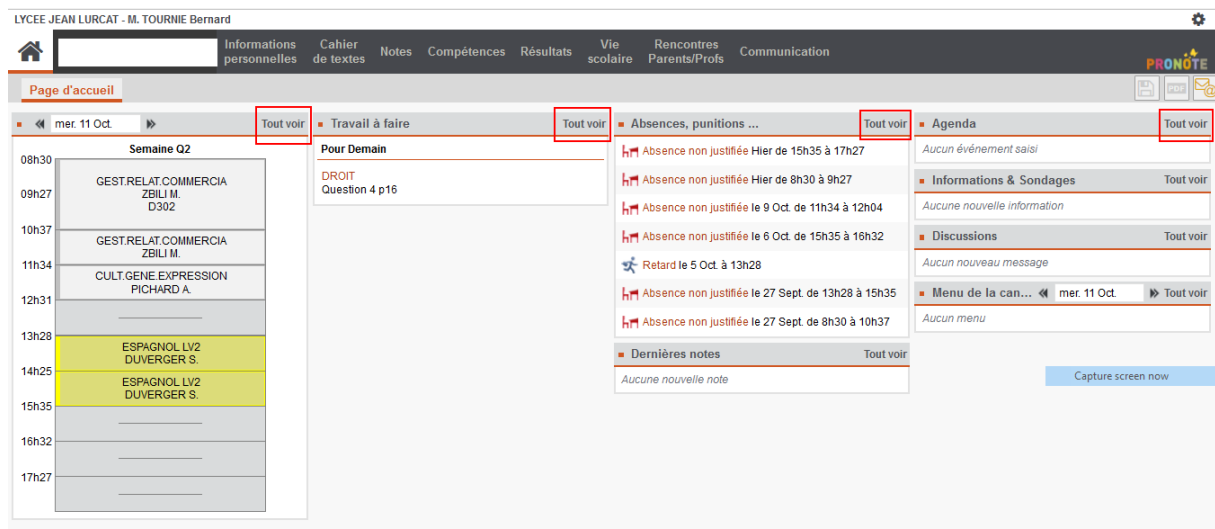 LYCEE JEAN LURCAT - M. TOURNIE Bernard
Informations personnelles
Cahier de textes
Notes
Compétences
Résultats
Vie scolaire
Rencontres Parents/Profs
Communication
PRONOTE
Page d'accueil
PDF
mer. 11 Oct.
Tout voir
Semaine Q2
08h30
GEST.RELAT.COMMERCIA
ZBILI M.
D302
09h27
10h37
GEST.RELAT.COMMERCIA
ZBILI M.
11h34
CULT.GENE.EXPRESSION
PICHARD A.
12h31
13h28
ESPAGNOL LV2
DUVERGER S.
14h25
ESPAGNOL LV2
DUVERGER S.
15h35
16h32
17h27
Travail à faire
Tout voir
Pour Demain
DROIT
Question 4 p16
Absences, punitions ...
Tout voir
Absence non justifiée Hier de 15h35 à 17h27
Absence non justifiée Hier de 8h30 à 9h27
Absence non justifiée le 9 Oct. de 11h34 à 12h04
Absence non justifiée le 6 Oct. de 15h35 à 16h32
Retard le 5 Oct. à 13h28
Absence non justifiée le 27 Sept. de 13h28 à 15h35
Absence non justifiée le 27 Sept. de 8h30 à 10h37
Dernières notes
Tout voir
Aucune nouvelle note
Agenda
Tout voir
Aucun événement saisi
Informations & Sondages
Tout voir
Aucune nouvelle information
Discussions
Tout voir
Aucun nouveau message
Menu de la can...
mer. 11 Oct.
Tout voir
Aucun menu
Capture screen now